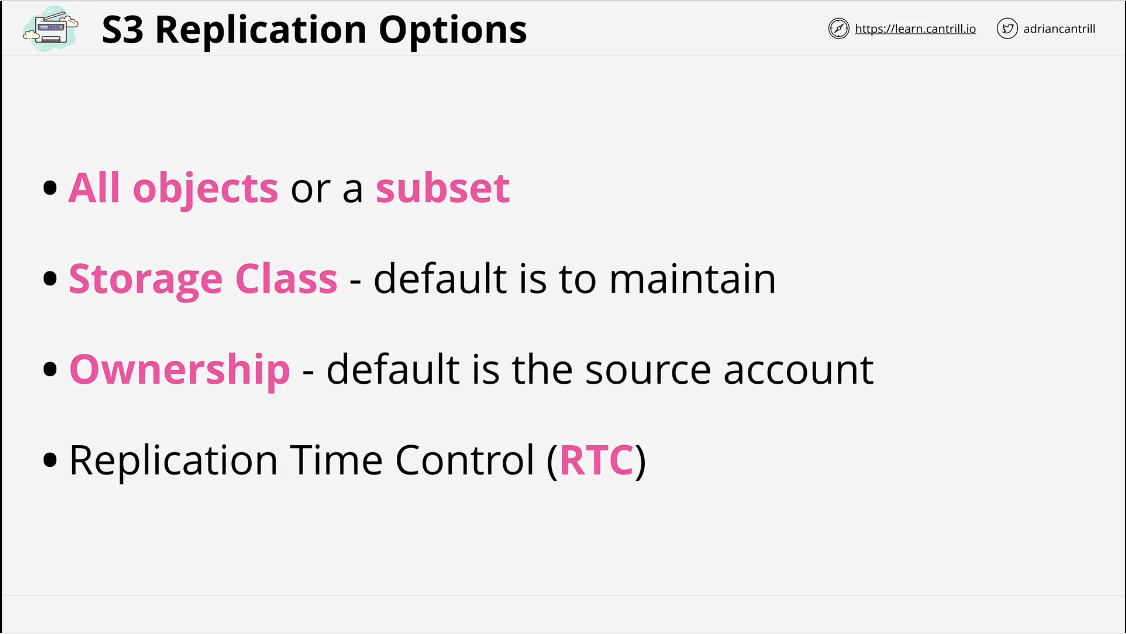 S3 Replication Options
https://learn.cantrill.io
adriancantrill
• All objects or a subset
• Storage Class - default is to maintain
• Ownership - default is the source account
• Replication Time Control (RTC)